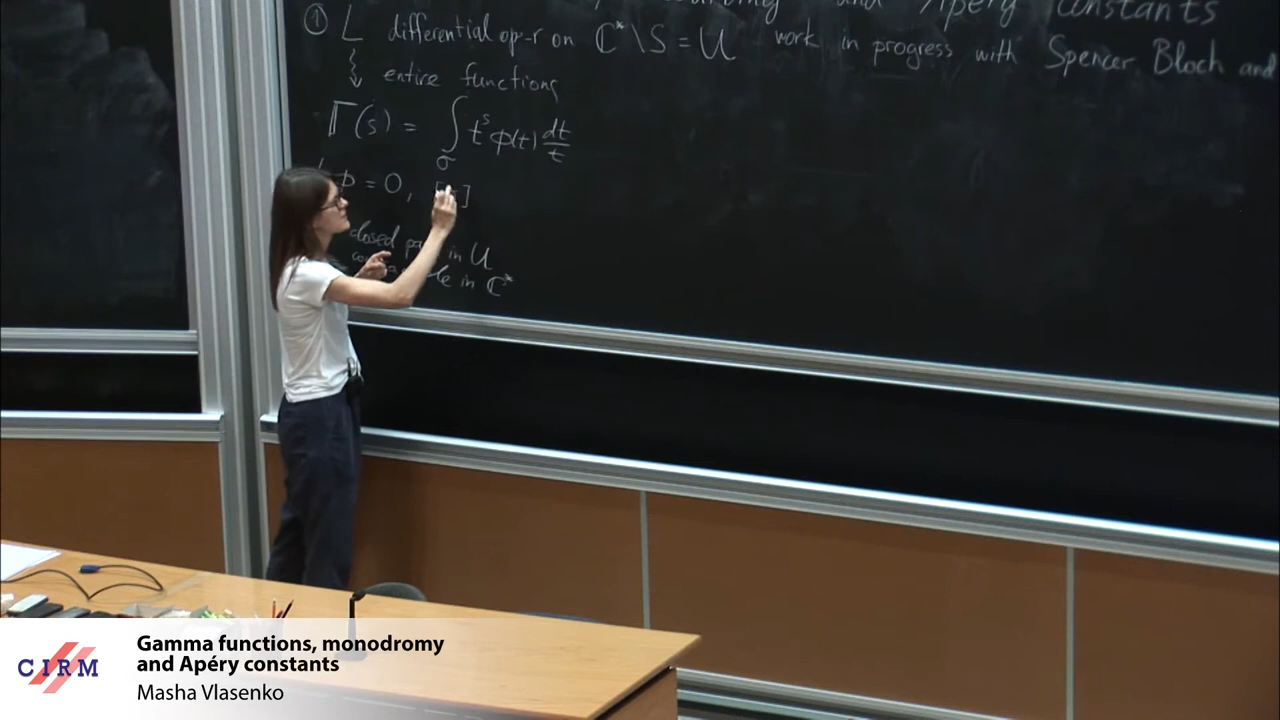 and Apéry constants
① L differential op-r on ℂ* \ S = U work in progress with Spencer Bloch and
entire functions
Γ(s) = ∫_σ t^s φ(t) dt/t
= 0, [ ]
closed in U
in ℂ*
CIRM
Gamma functions, monodromy
and Apéry constants
Masha Vlasenko